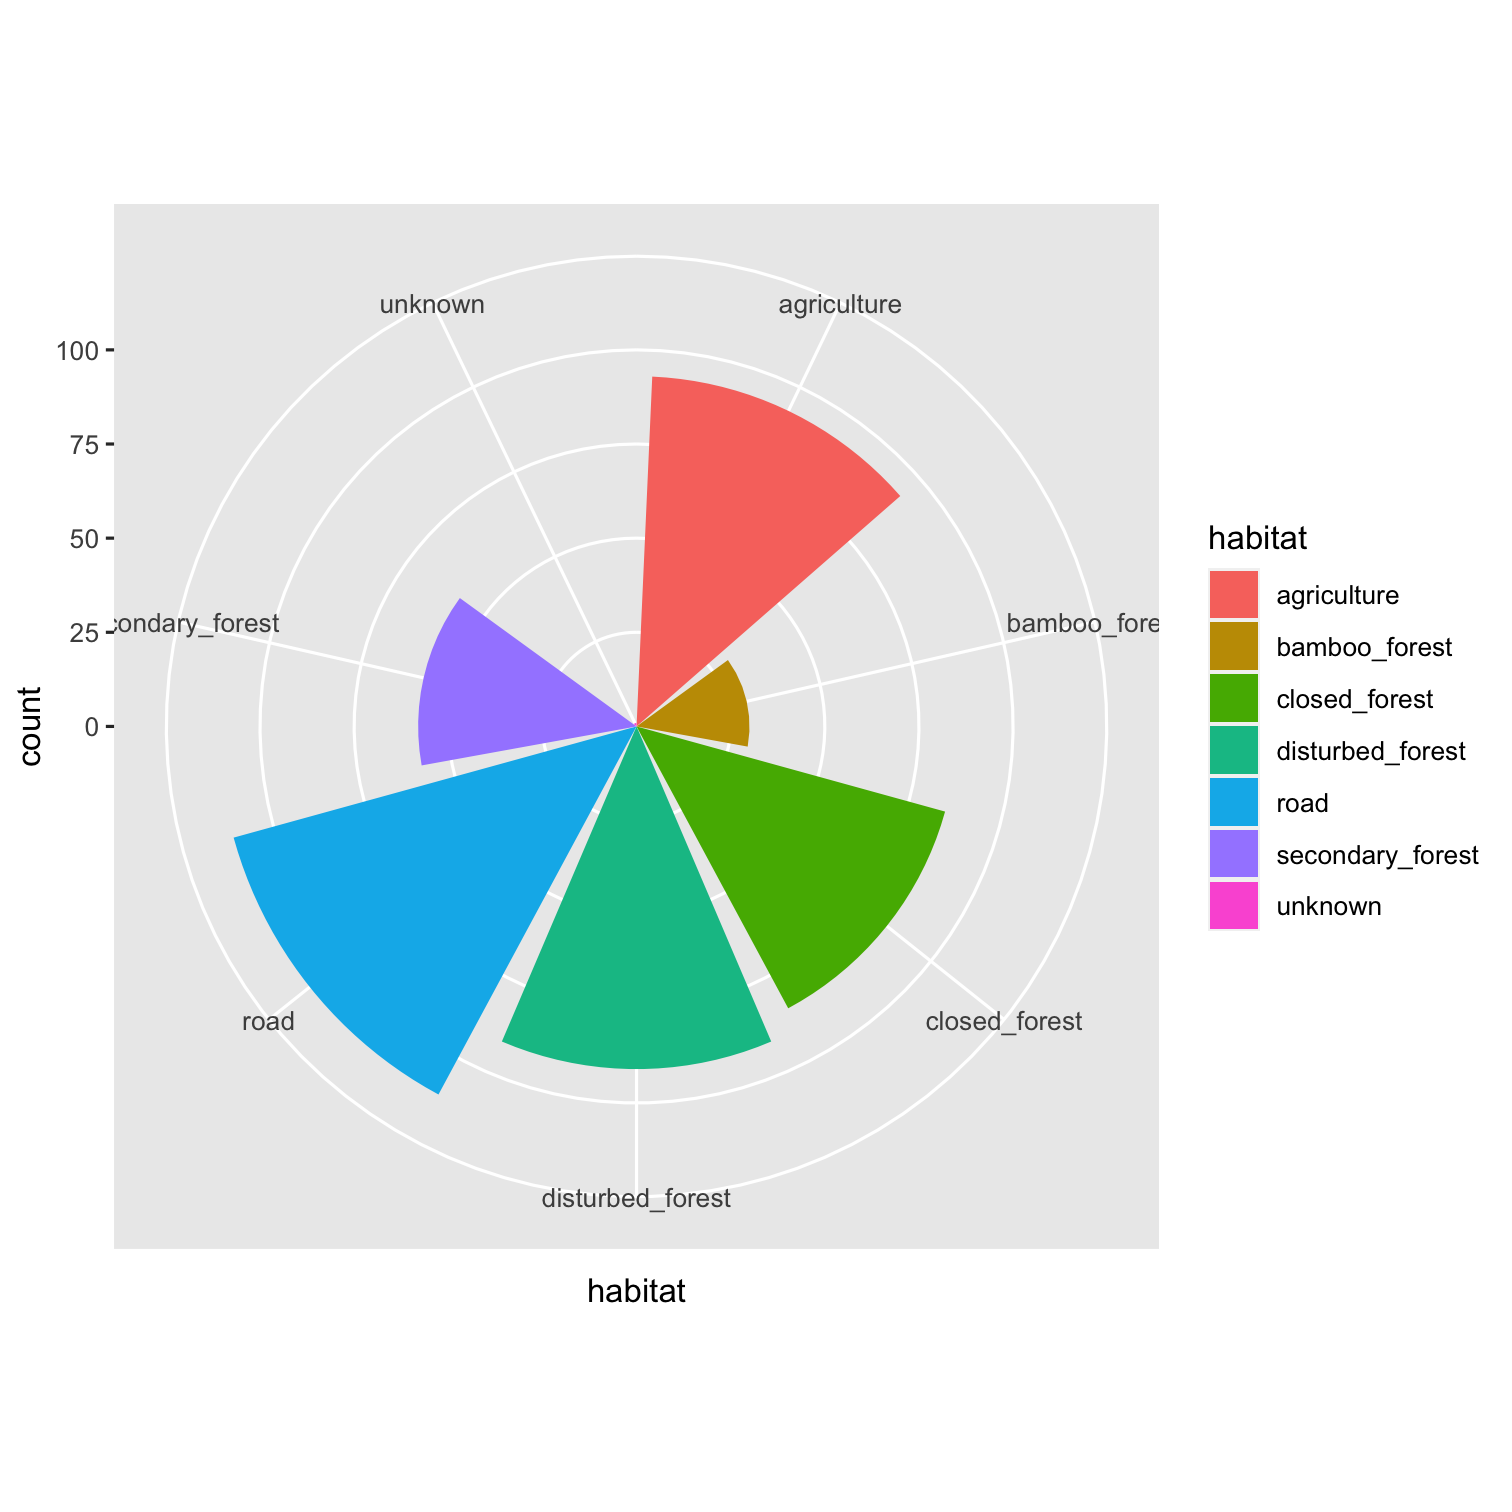 unknown
agriculture
100
75
50
25
0
condary_forest
bamboo_fore
closed_forest
road
disturbed_forest
count
habitat
habitat
agriculture
bamboo_forest
closed_forest
disturbed_forest
road
secondary_forest
unknown